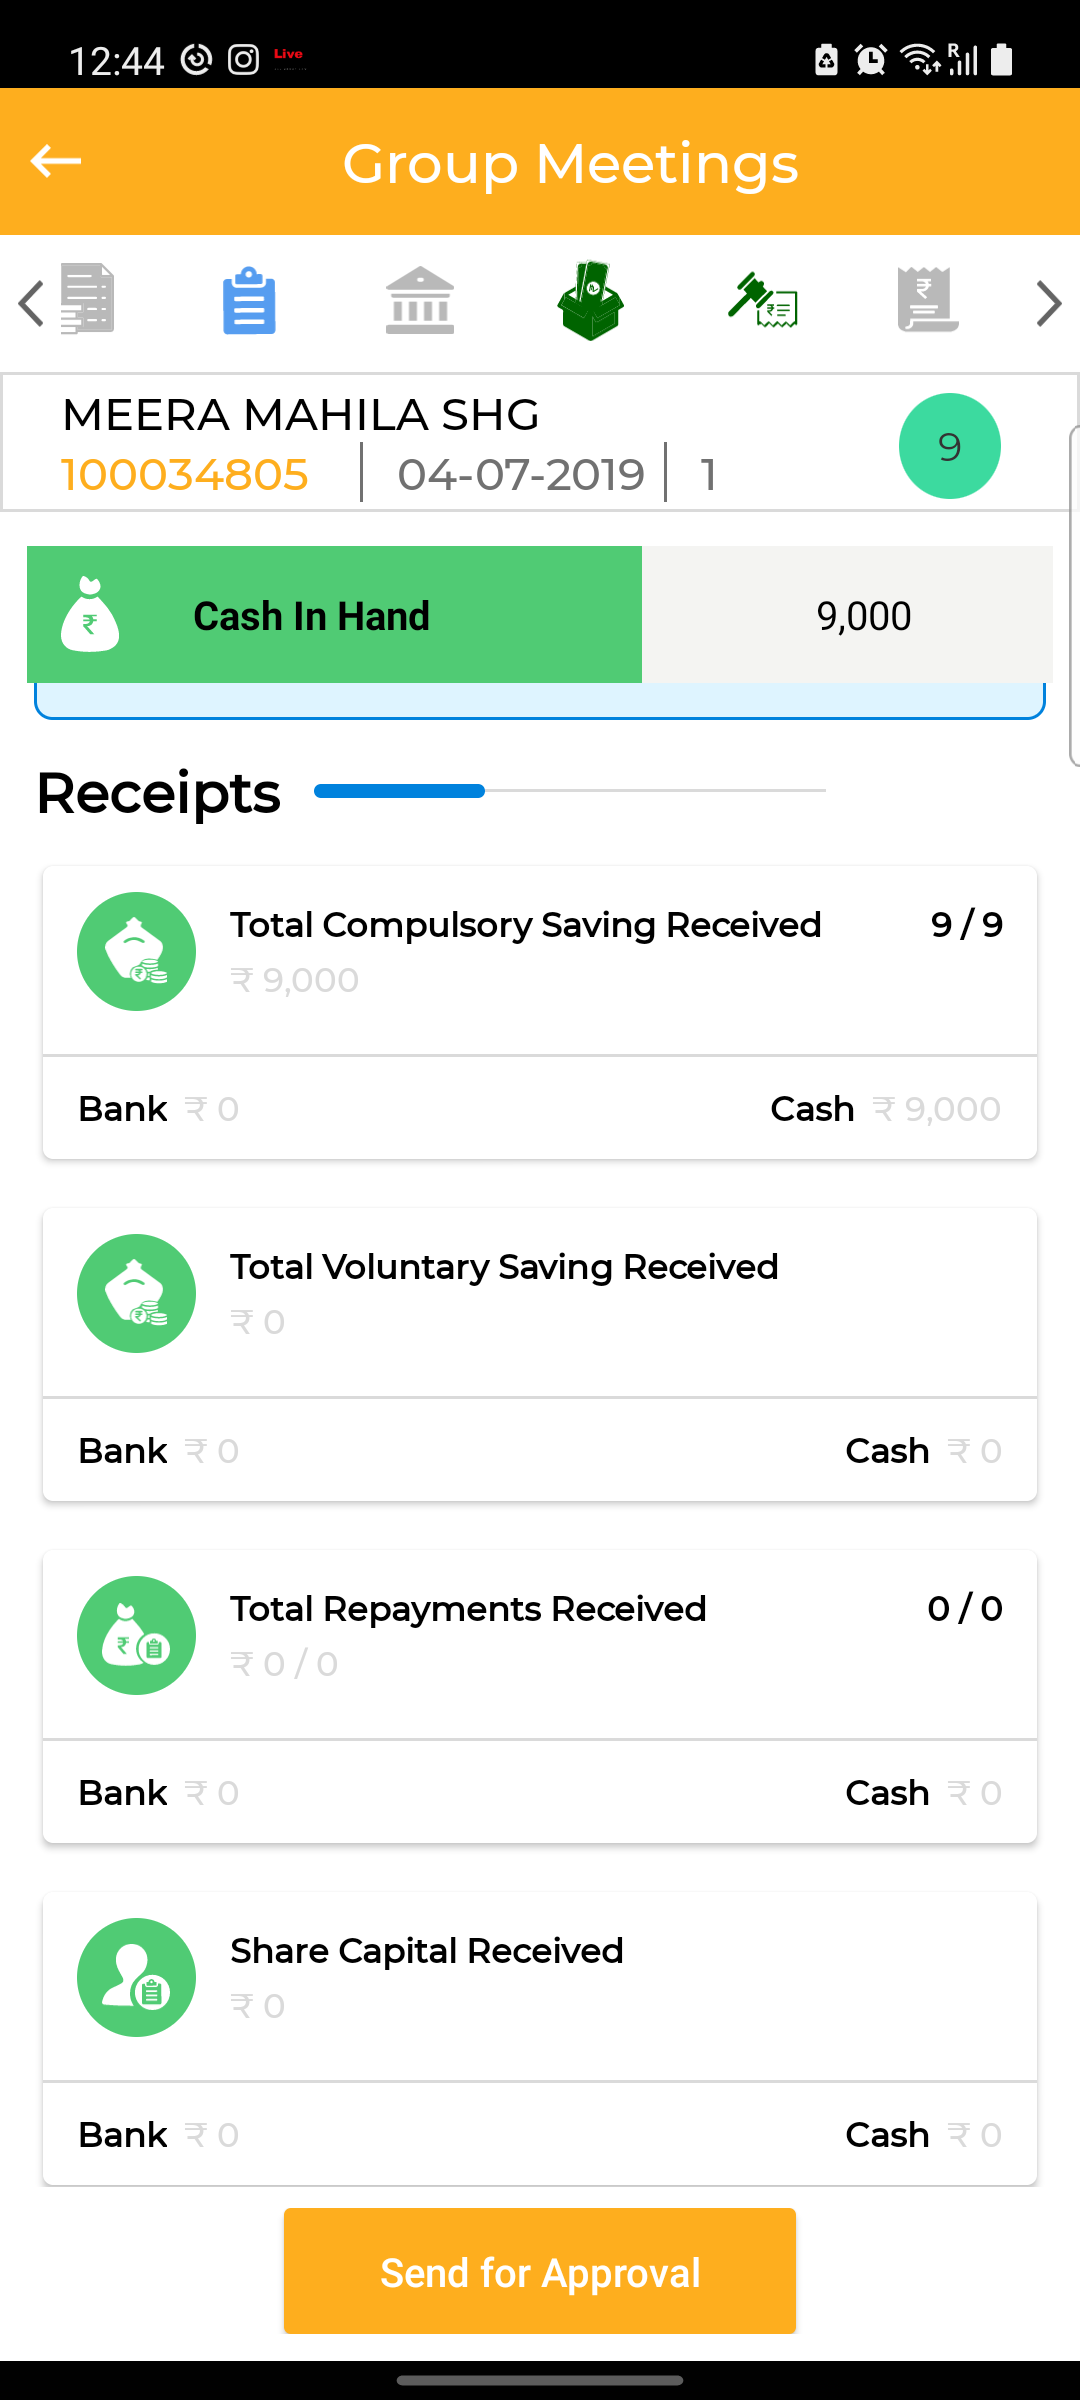 12:44 Live
Group Meetings
MEERA MAHILA SHG
100034805 04-07-2019 1
9
Cash In Hand 9,000
Receipts
Total Compulsory Saving Received 9 / 9
₹ 9,000
Bank ₹ 0 Cash ₹ 9,000
Total Voluntary Saving Received
₹ 0
Bank ₹ 0 Cash ₹ 0
Total Repayments Received 0 / 0
₹ 0 / 0
Bank ₹ 0 Cash ₹ 0
Share Capital Received
₹ 0
Bank ₹ 0 Cash ₹ 0
Send for Approval